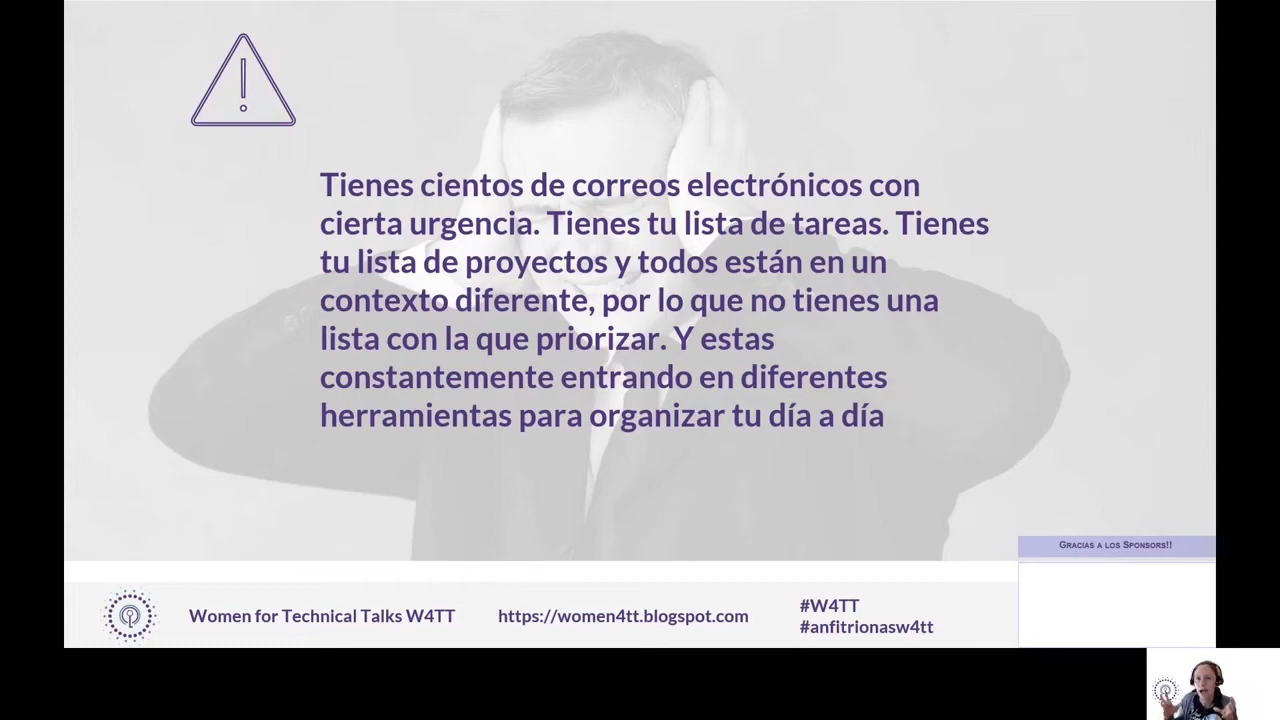 Tienes cientos de correos electrónicos con
cierta urgencia. Tienes tu lista de tareas. Tienes
tu lista de proyectos y todos están en un
contexto diferente, por lo que no tienes una
lista con la que priorizar. Y estas
constantemente entrando en diferentes
herramientas para organizar tu día a día
Gracias a los Sponsors!!
Women for Technical Talks W4TT
https://women4tt.blogspot.com
#W4TT
#anfitrionasw4tt